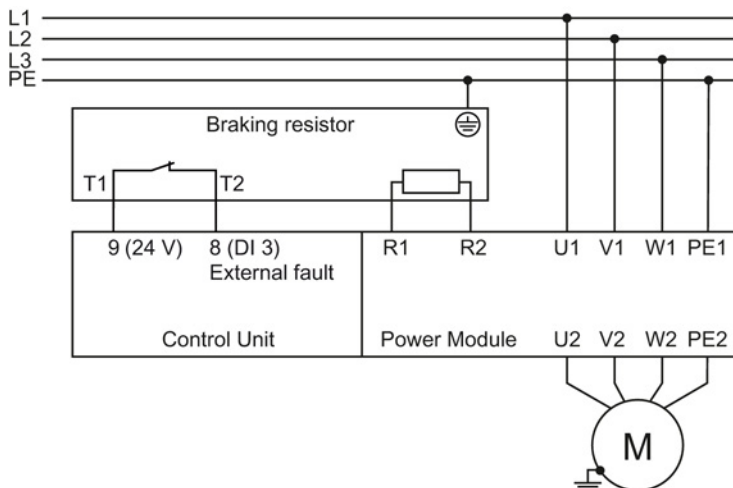 L1
L2
L3
PE
Braking resistor
T1 T2
9 (24 V) 8 (DI 3) R1 R2 U1 V1 W1 PE1
External fault
Control Unit Power Module U2 V2 W2 PE2
M